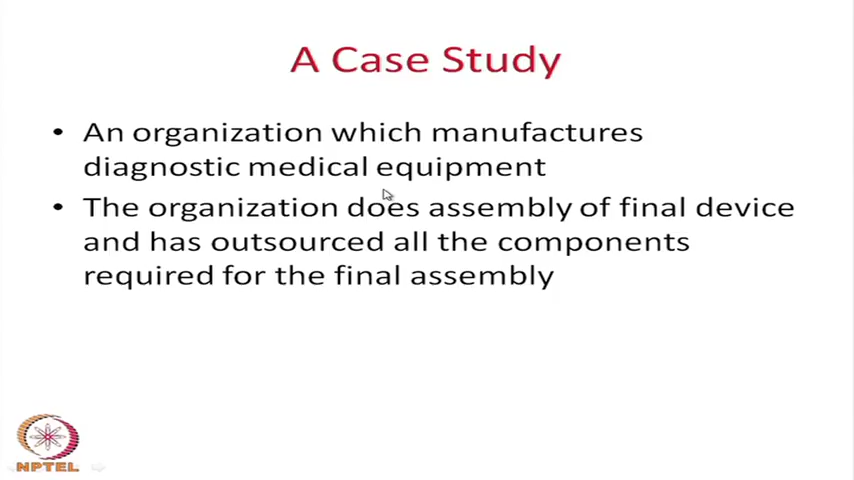 A Case Study
• An organization which manufactures
diagnostic medical equipment
• The organization does assembly of final device
and has outsourced all the components
required for the final assembly
NPTEL